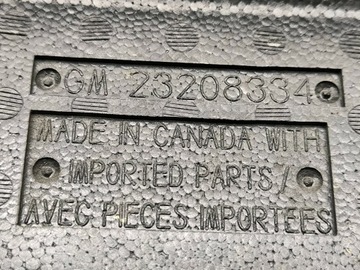 GM 23208334
MADE IN CANADA WITH
IMPORTED PARTS /
AVEC PIECES IMPORTEES